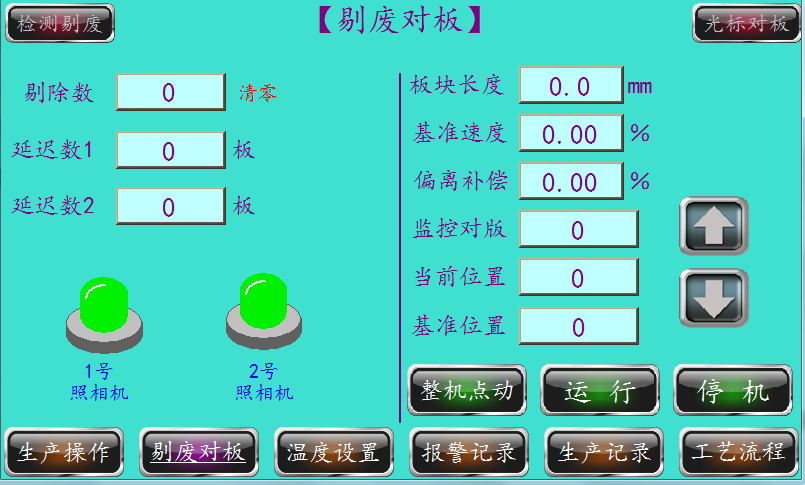 检测剔废
【剔废对板】
光标对板
剔除数 0 清零
延迟数1 0 板
延迟数2 0 板
1号
照相机
2号
照相机
板块长度 0.0 mm
基准速度 0.00 %
偏离补偿 0.00 %
监控对版 0
当前位置 0
基准位置 0
整机点动
运 行
停 机
生产操作
剔废对板
温度设置
报警记录
生产记录
工艺流程